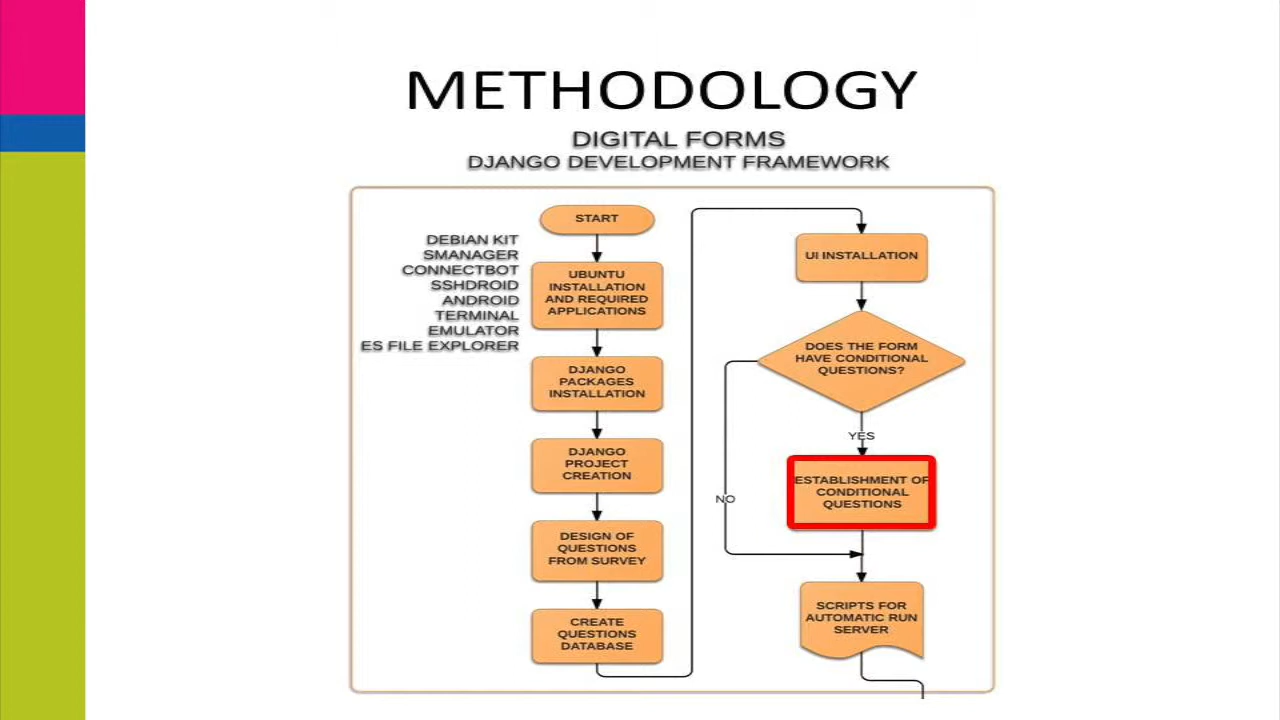 METHODOLOGY
DIGITAL FORMS
DJANGO DEVELOPMENT FRAMEWORK
START
DEBIAN KIT
SMANAGER
CONNECTBOT
SSHDROID
ANDROID
TERMINAL
EMULATOR
ES FILE EXPLORER
UBUNTU
INSTALLATION
AND REQUIRED
APPLICATIONS
DJANGO
PACKAGES
INSTALLATION
DJANGO
PROJECT
CREATION
DESIGN OF
QUESTIONS
FROM SURVEY
CREATE
QUESTIONS
DATABASE
UI INSTALLATION
DOES THE FORM
HAVE CONDITIONAL
QUESTIONS?
YES
NO
ESTABLISHMENT OF
CONDITIONAL
QUESTIONS
SCRIPTS FOR
AUTOMATIC RUN
SERVER